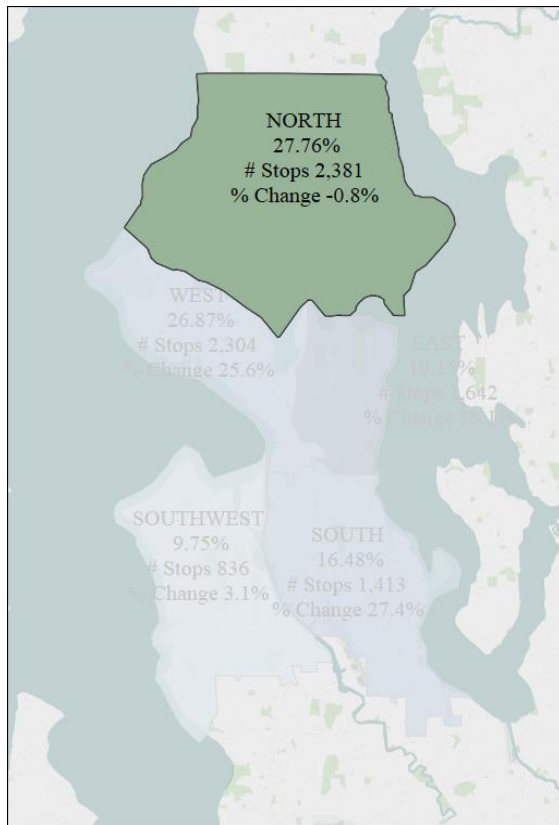 NORTH
27.76%
# Stops 2,381
% Change -0.8%
WEST
26.87%
# Stops 2,304
% Change 25.6%
EAST
# Stops 1,642
% Change
SOUTHWEST
9.75%
# Stops 836
% Change 3.1%
SOUTH
16.48%
# Stops 1,413
% Change 27.4%